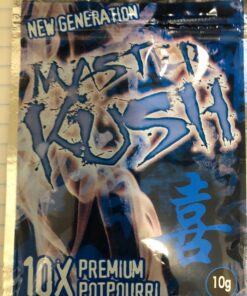 NEW GENERATION
MASTER
KUSH
喜
10X PREMIUM
POTPOURRI
10g